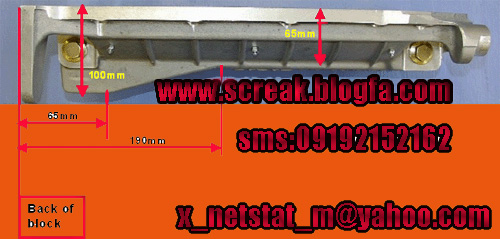 65mm
100mm
www.screak.blogfa.com
65mm
sms:09192152162
190mm
Back of
block
x_netstat_m@yahoo.com